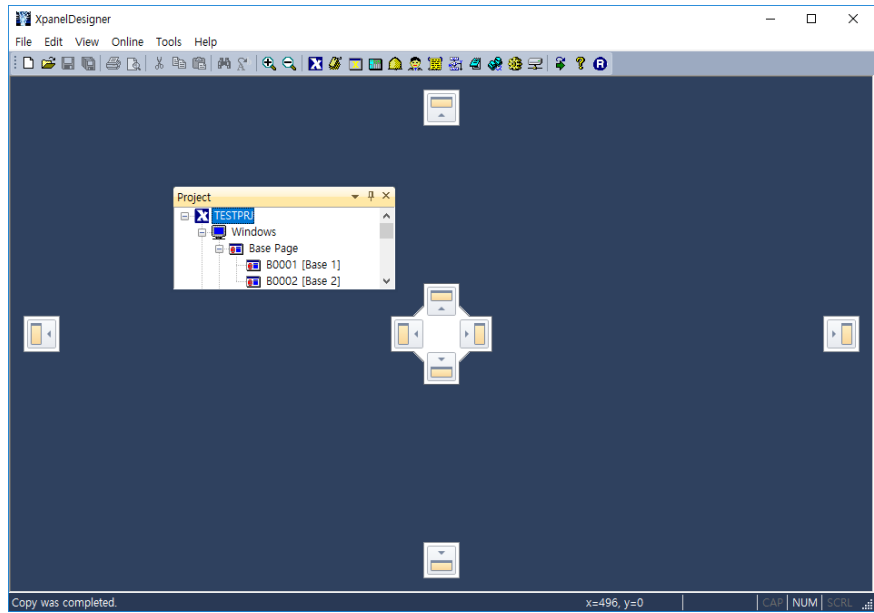 XpanelDesigner
File Edit View Online Tools Help
Project
TESTPRJ
Windows
Base Page
B0001 [Base 1]
B0002 [Base 2]
Copy was completed.
x=496, y=0
CAP NUM SCRL